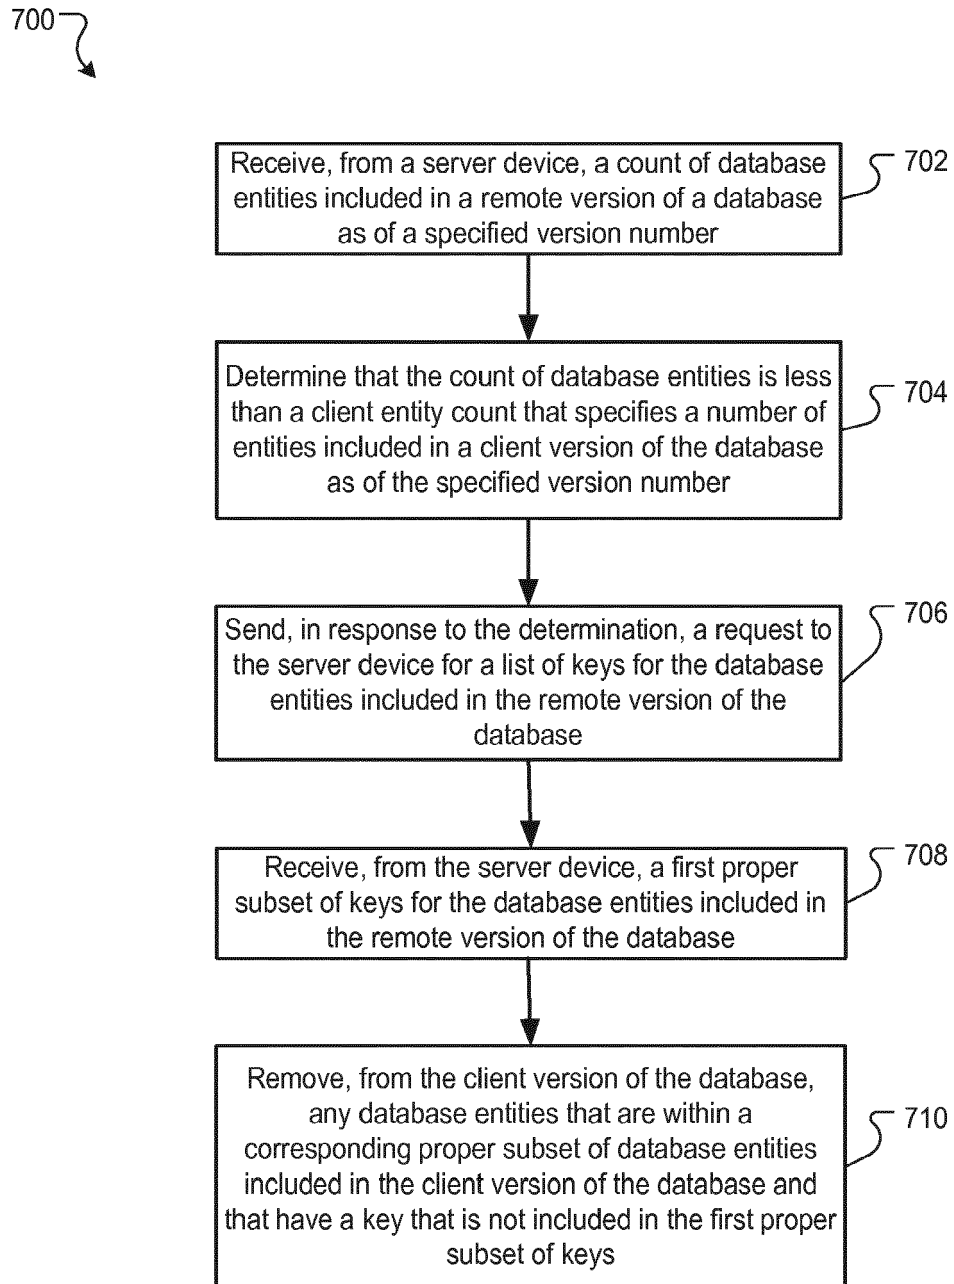 700
Receive, from a server device, a count of database
entities included in a remote version of a database
as of a specified version number
702
Determine that the count of database entities is less
than a client entity count that specifies a number of
entities included in a client version of the database
as of the specified version number
704
Send, in response to the determination, a request to
the server device for a list of keys for the database
entities included in the remote version of the
database
706
Receive, from the server device, a first proper
subset of keys for the database entities included in
the remote version of the database
708
Remove, from the client version of the database,
any database entities that are within a
corresponding proper subset of database entities
included in the client version of the database and
that have a key that is not included in the first proper
subset of keys
710